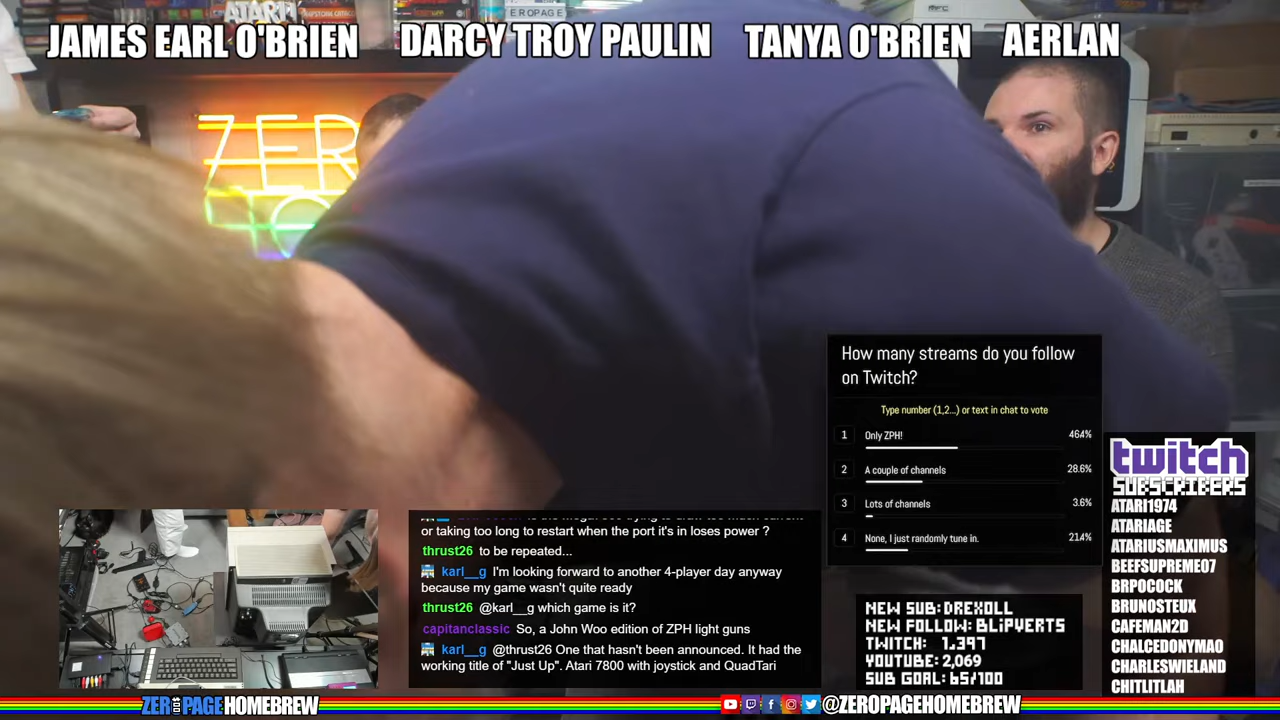 ATARI
EROPAGE
JAMES EARL O'BRIEN
DARCY TROY PAULIN
TANYA O'BRIEN
AERLAN
ZER
How many streams do you follow
on Twitch?
Type number (1,2...) or text in chat to vote
1 Only ZPH! 46.4%
2 A couple of channels 28.6%
3 Lots of channels 3.6%
4 None, I just randomly tune in. 21.4%
or taking too long to restart when the port it's in loses power ?
thrust26 to be repeated...
karl__g I'm looking forward to another 4-player day anyway
because my game wasn't quite ready
thrust26 @karl__g which game is it?
capitanclassic So, a John Woo edition of ZPH light guns
karl__g @thrust26 One that hasn't been announced. It had the
working title of "Just Up". Atari 7800 with joystick and QuadTari
NEW SUB: DREXOLL
NEW FOLLOW: BLIPVERTS
TWITCH: 1,397
YOUTUBE: 2,069
SUB GOAL: 65/100
twitch
SUBSCRIBERS
ATARI1974
ATARIAGE
ATARIUSMAXIMUS
BEEFSUPREME07
BRPOCOCK
BRUNOSTEUX
CAFEMAN2D
CHALCEDONYMAO
CHARLESWIELAND
CHITLITLAH
ZEROPAGEHOMEBREW
@ZEROPAGEHOMEBREW